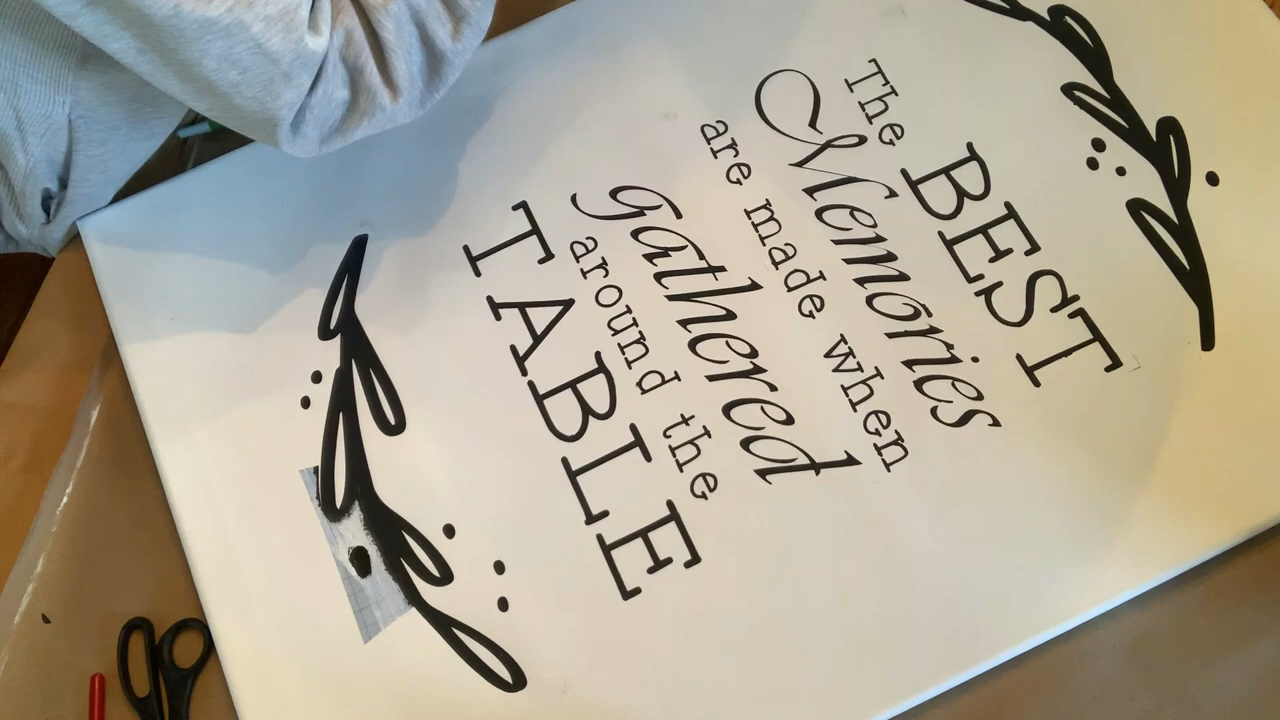 The BEST
Memories
are made when
gathered
around the
TABLE